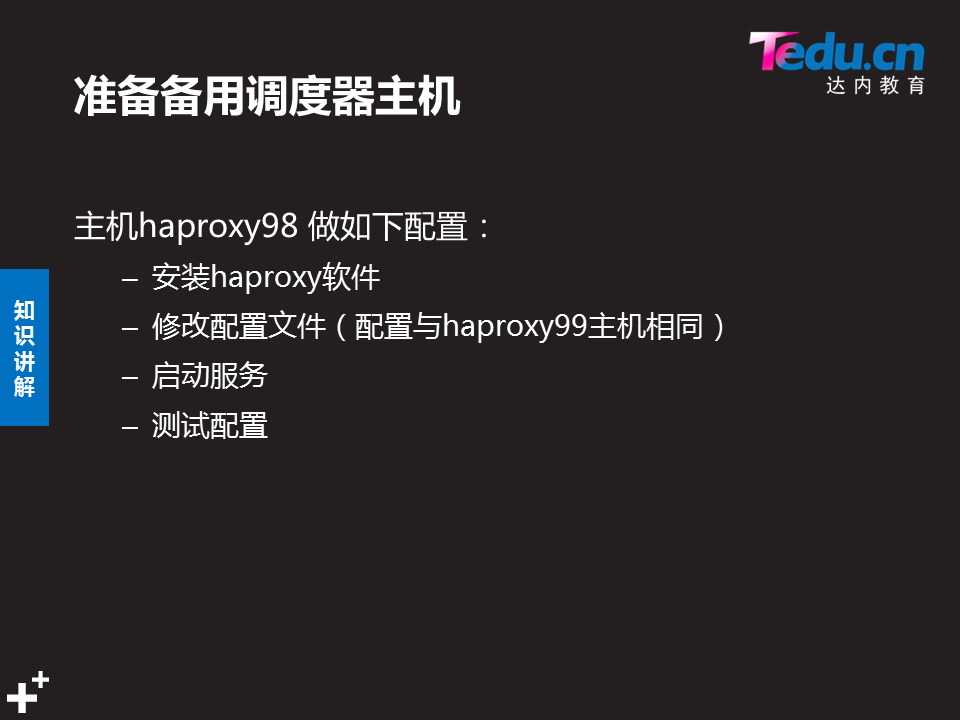 Tedu.cn
达内教育
准备备用调度器主机
主机haproxy98 做如下配置：
– 安装haproxy软件
– 修改配置文件（配置与haproxy99主机相同）
– 启动服务
– 测试配置
知
识
讲
解